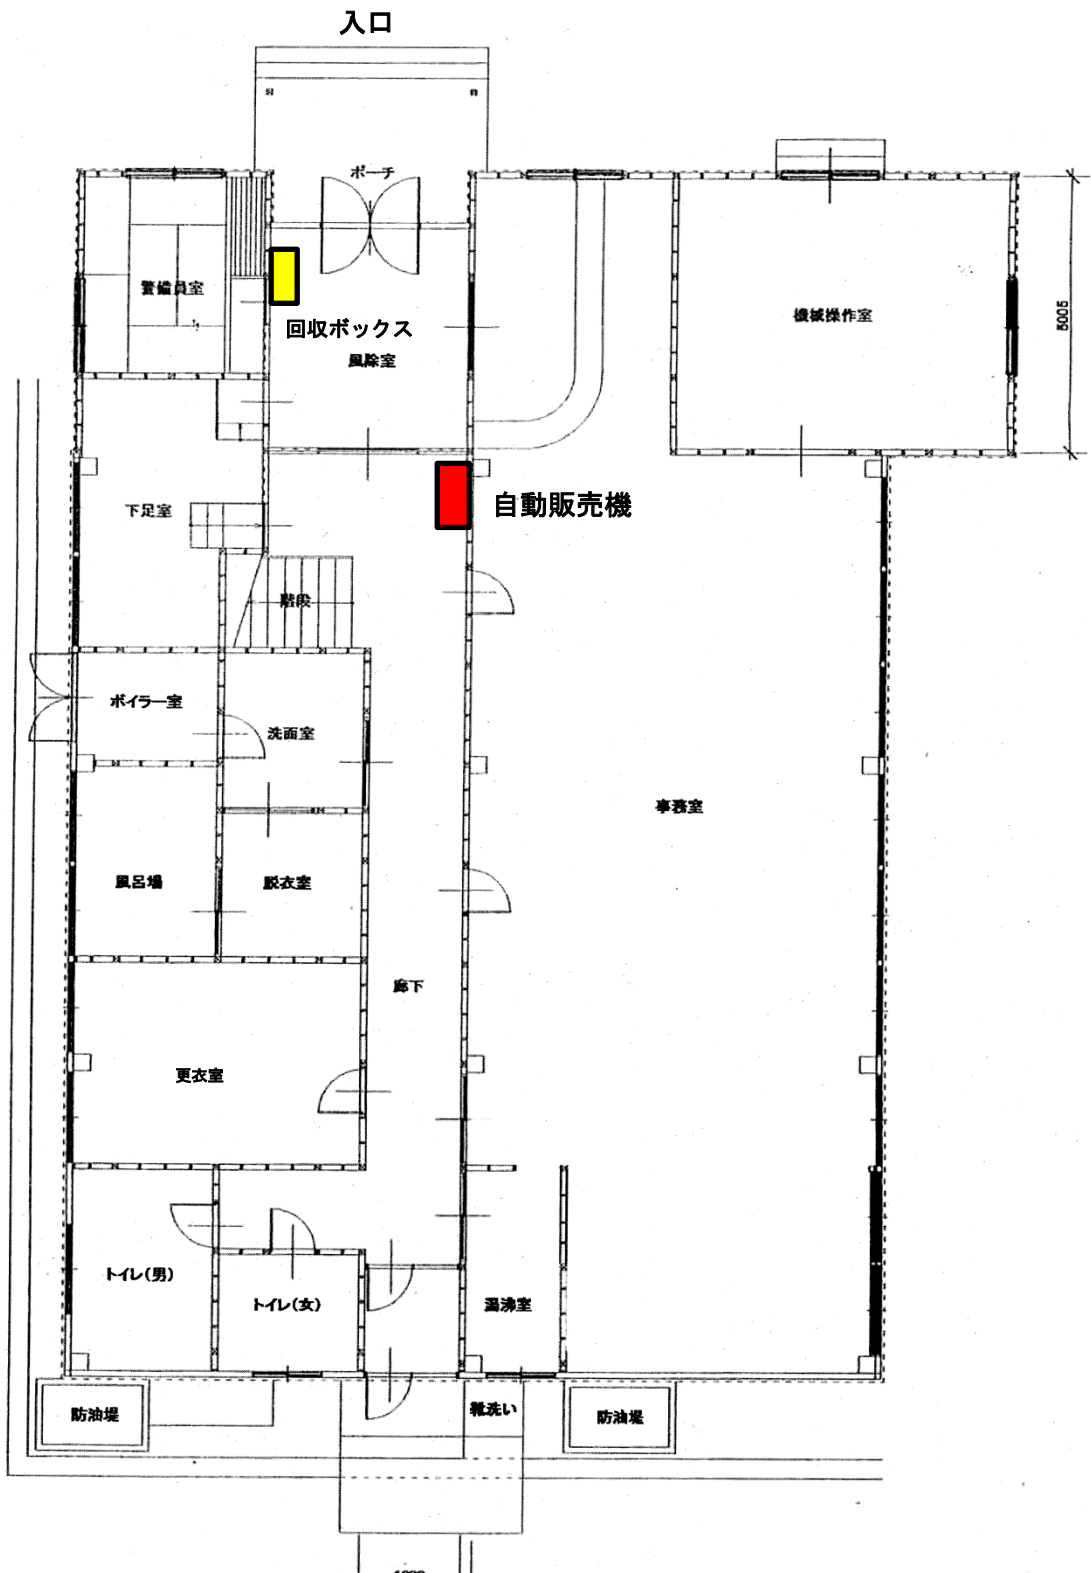 入口
ポーチ
警備員室
回収ボックス
風除室
機械操作室
5005
下足室
自動販売機
階段
ボイラー室
洗面室
事務室
風呂場
脱衣室
廊下
更衣室
トイレ(男)
トイレ(女)
湯沸室
防油堤
靴洗い
防油堤